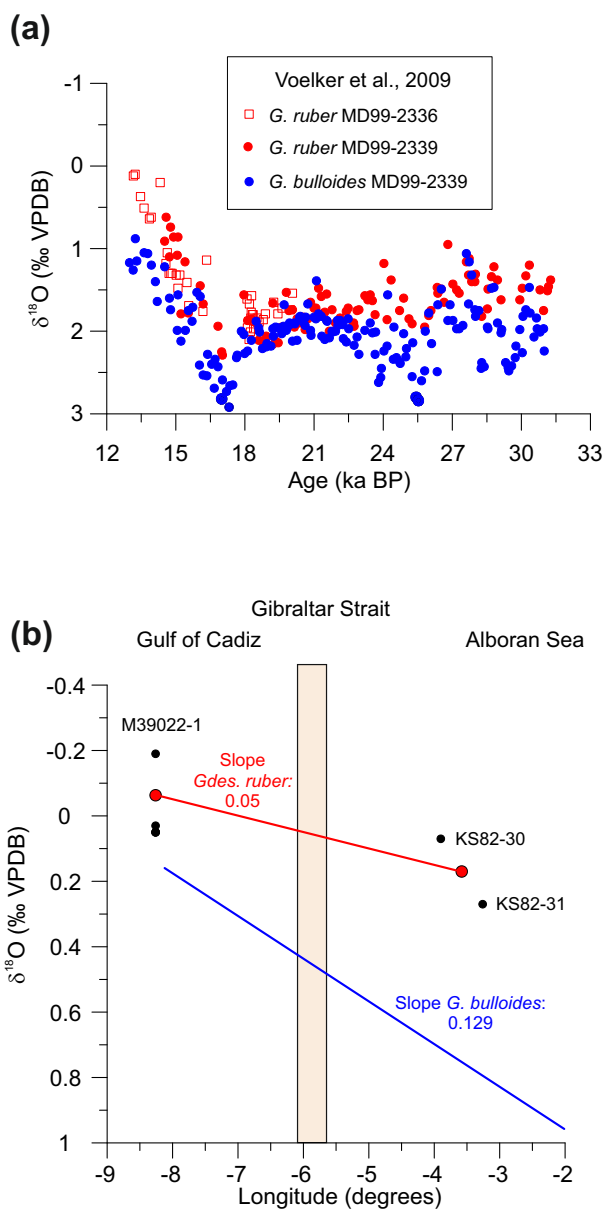 (a)
-1
0
1
2
3
δ18O (‰ VPDB)
Voelker et al., 2009
G. ruber MD99-2336
G. ruber MD99-2339
G. bulloides MD99-2339
12 15 18 21 24 27 30 33
Age (ka BP)
(b)
Gibraltar Strait
Gulf of Cadiz
Alboran Sea
-0.4
-0.2
0
0.2
0.4
0.6
0.8
1
δ18O (‰ VPDB)
M39022-1
Slope
Gdes. ruber:
0.05
KS82-30
KS82-31
Slope G. bulloides:
0.129
-9 -8 -7 -6 -5 -4 -3 -2
Longitude (degrees)